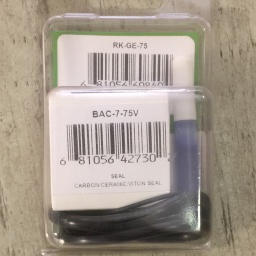 RK-GE-75
BAC-7-75V
6 81056 42730
SEAL
CARBON/CERAMIC/VITON SEAL